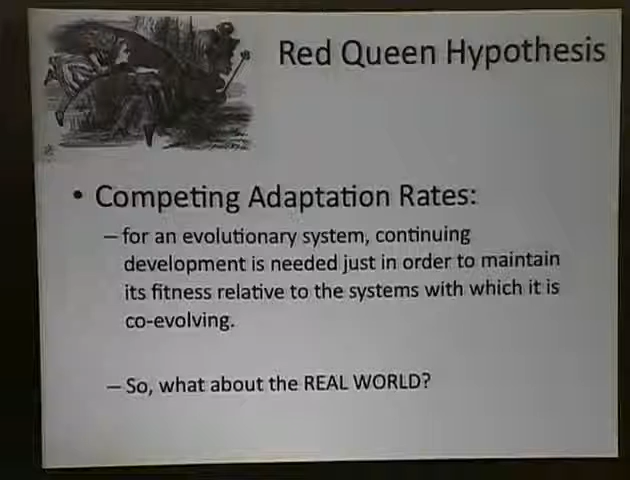 Red Queen Hypothesis
• Competing Adaptation Rates:
– for an evolutionary system, continuing
development is needed just in order to maintain
its fitness relative to the systems with which it is
co-evolving.
– So, what about the REAL WORLD?